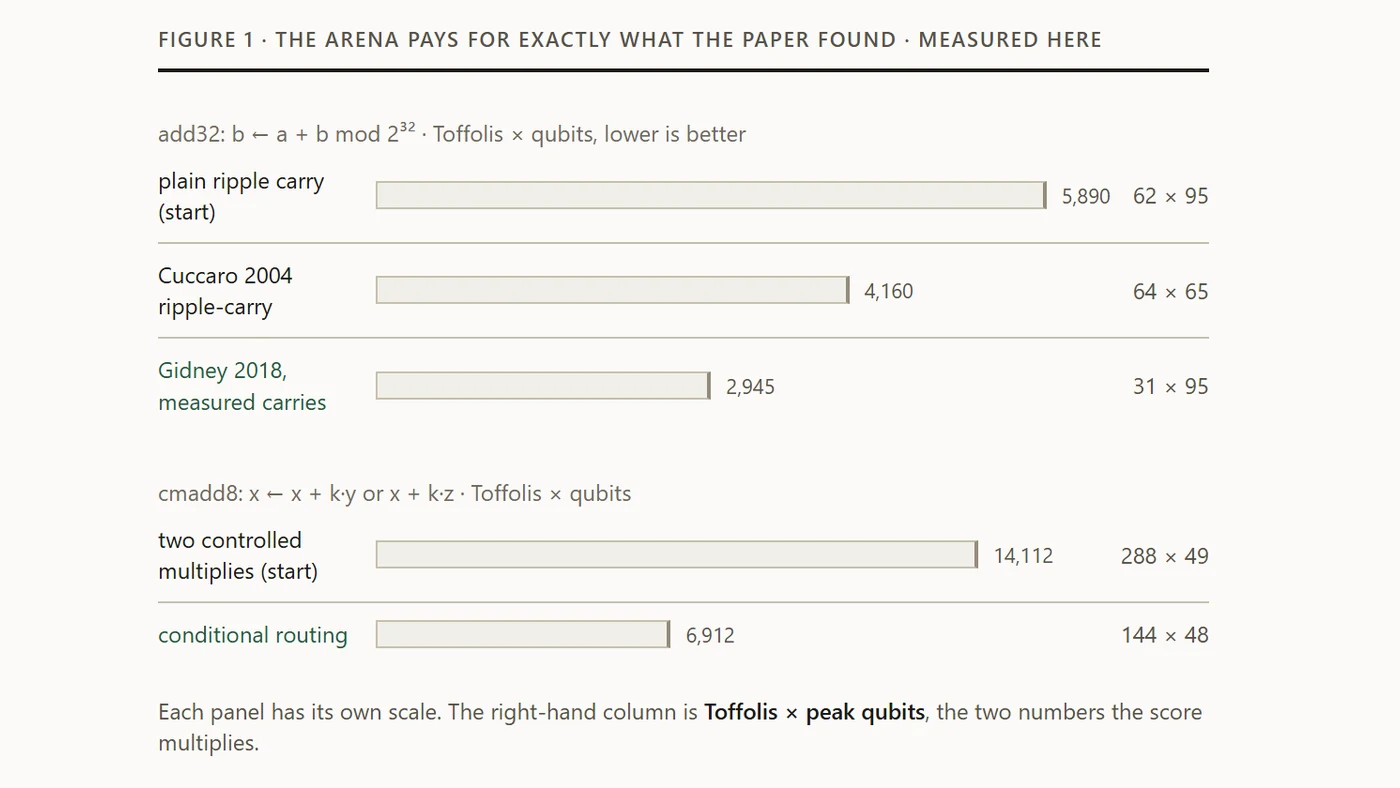 FIGURE 1 · THE ARENA PAYS FOR EXACTLY WHAT THE PAPER FOUND · MEASURED HERE
add32: b ← a + b mod 2³² · Toffolis × qubits, lower is better
plain ripple carry
(start)
5,890 62 × 95
Cuccaro 2004
ripple-carry
4,160 64 × 65
Gidney 2018,
measured carries
2,945 31 × 95
cmadd8: x ← x + k·y or x + k·z · Toffolis × qubits
two controlled
multiplies (start)
14,112 288 × 49
conditional routing 6,912 144 × 48
Each panel has its own scale. The right-hand column is Toffolis × peak qubits, the two numbers the score
multiplies.